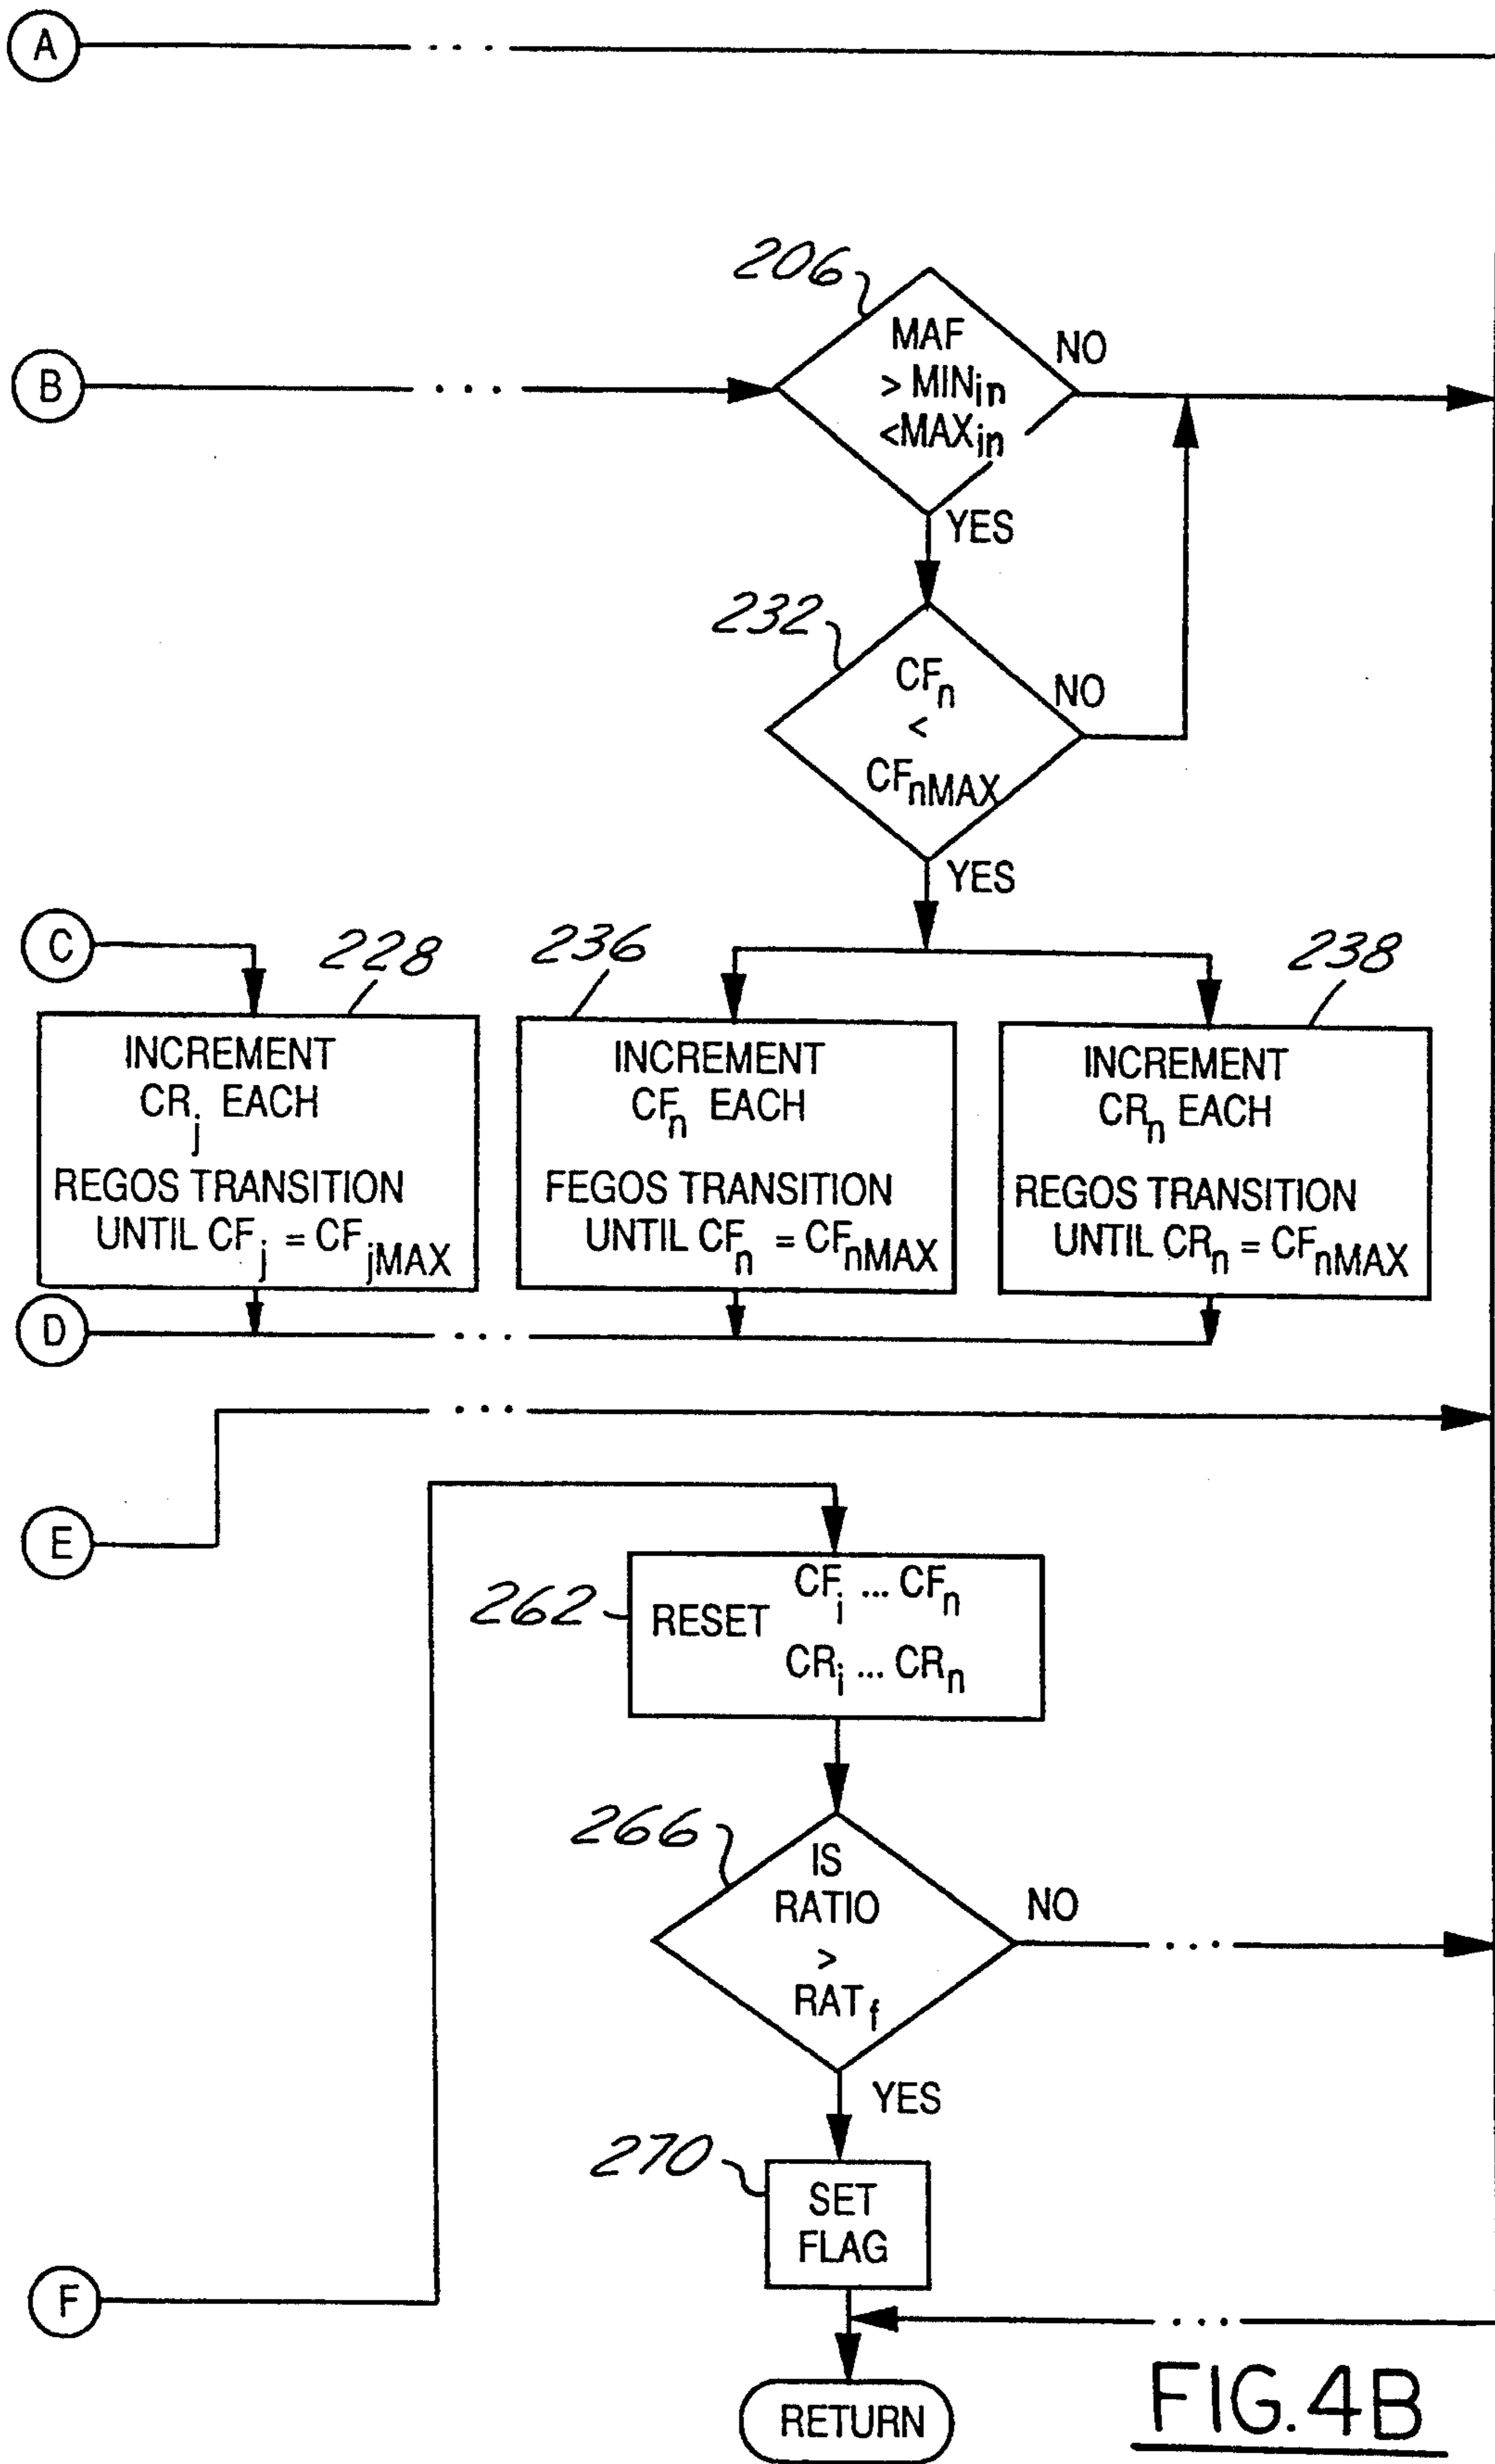 A
206
MAF
> MINin
<MAXin
NO
B
...
YES
232
CFn
<
CFnMAX
NO
YES
C
228
236
238
INCREMENT
CRj EACH
REGOS TRANSITION
UNTIL CFj = CFjMAX
INCREMENT
CFn EACH
FEGOS TRANSITION
UNTIL CFn = CFnMAX
INCREMENT
CRn EACH
REGOS TRANSITION
UNTIL CRn = CFnMAX
D
E
262
RESET
CFi ... CFn
CRi ... CRn
266
IS
RATIO
>
RATf
NO
YES
270
SET
FLAG
F
RETURN
FIG.4B